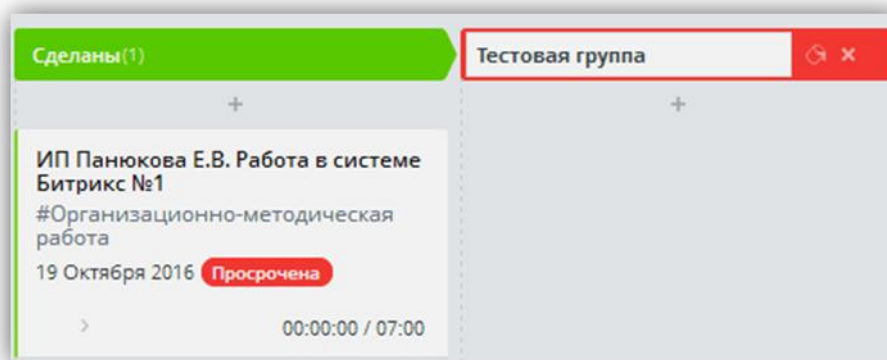 Сделаны(1)
Тестовая группа
+
+
ИП Панюкова Е.В. Работа в системе
Битрикс №1
#Организационно-методическая
работа
19 Октября 2016 Просрочена
00:00:00 / 07:00